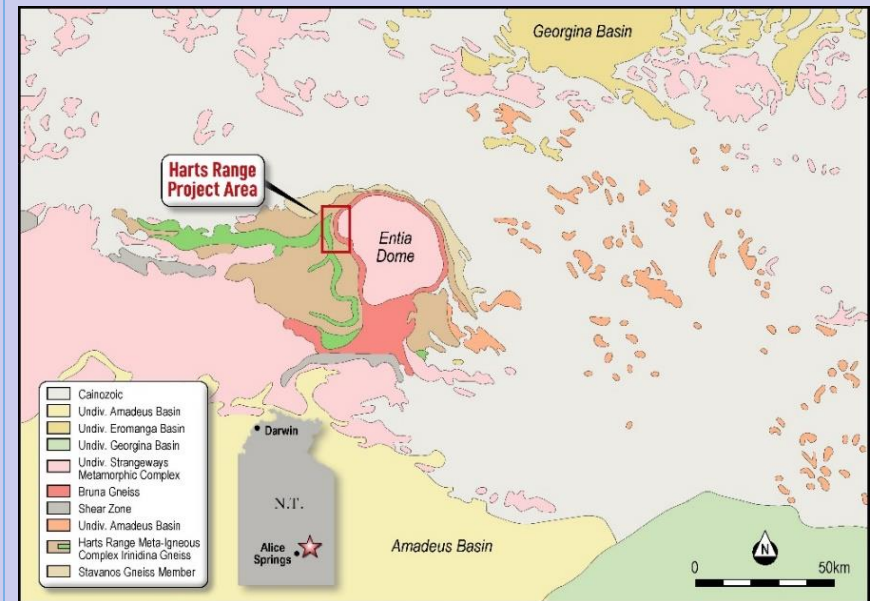 Georgina Basin
Harts Range
Project Area
Entia
Dome
Cainozoic
Undiv. Amadeus Basin
Undiv. Eromanga Basin
Undiv. Georgina Basin
Undiv. Strangeways
Metamorphic Complex
Bruna Gneiss
Shear Zone
Undiv. Amadeus Basin
Harts Range Meta-Igneous
Complex Irinidina Gneiss
Stavanos Gneiss Member
Darwin
N.T.
Alice
Springs
Amadeus Basin
N
0 50km